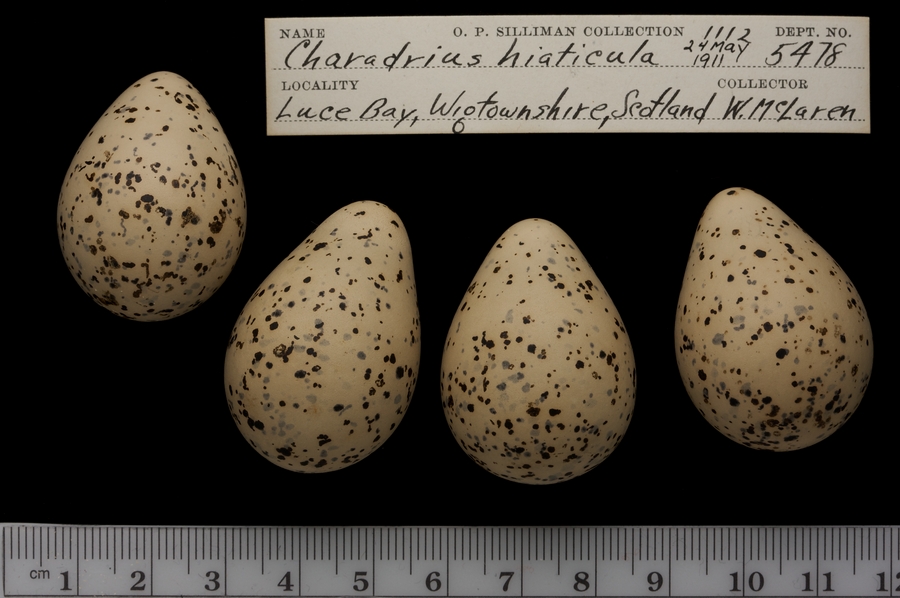 NAME O. P. SILLIMAN COLLECTION 1112 DEPT. NO.
Charadrius hiaticula 24 May 1911 5478
LOCALITY COLLECTOR
Luce Bay, Wigtownshire, Scotland W. McLaren
cm 1 2 3 4 5 6 7 8 9 10 11 12